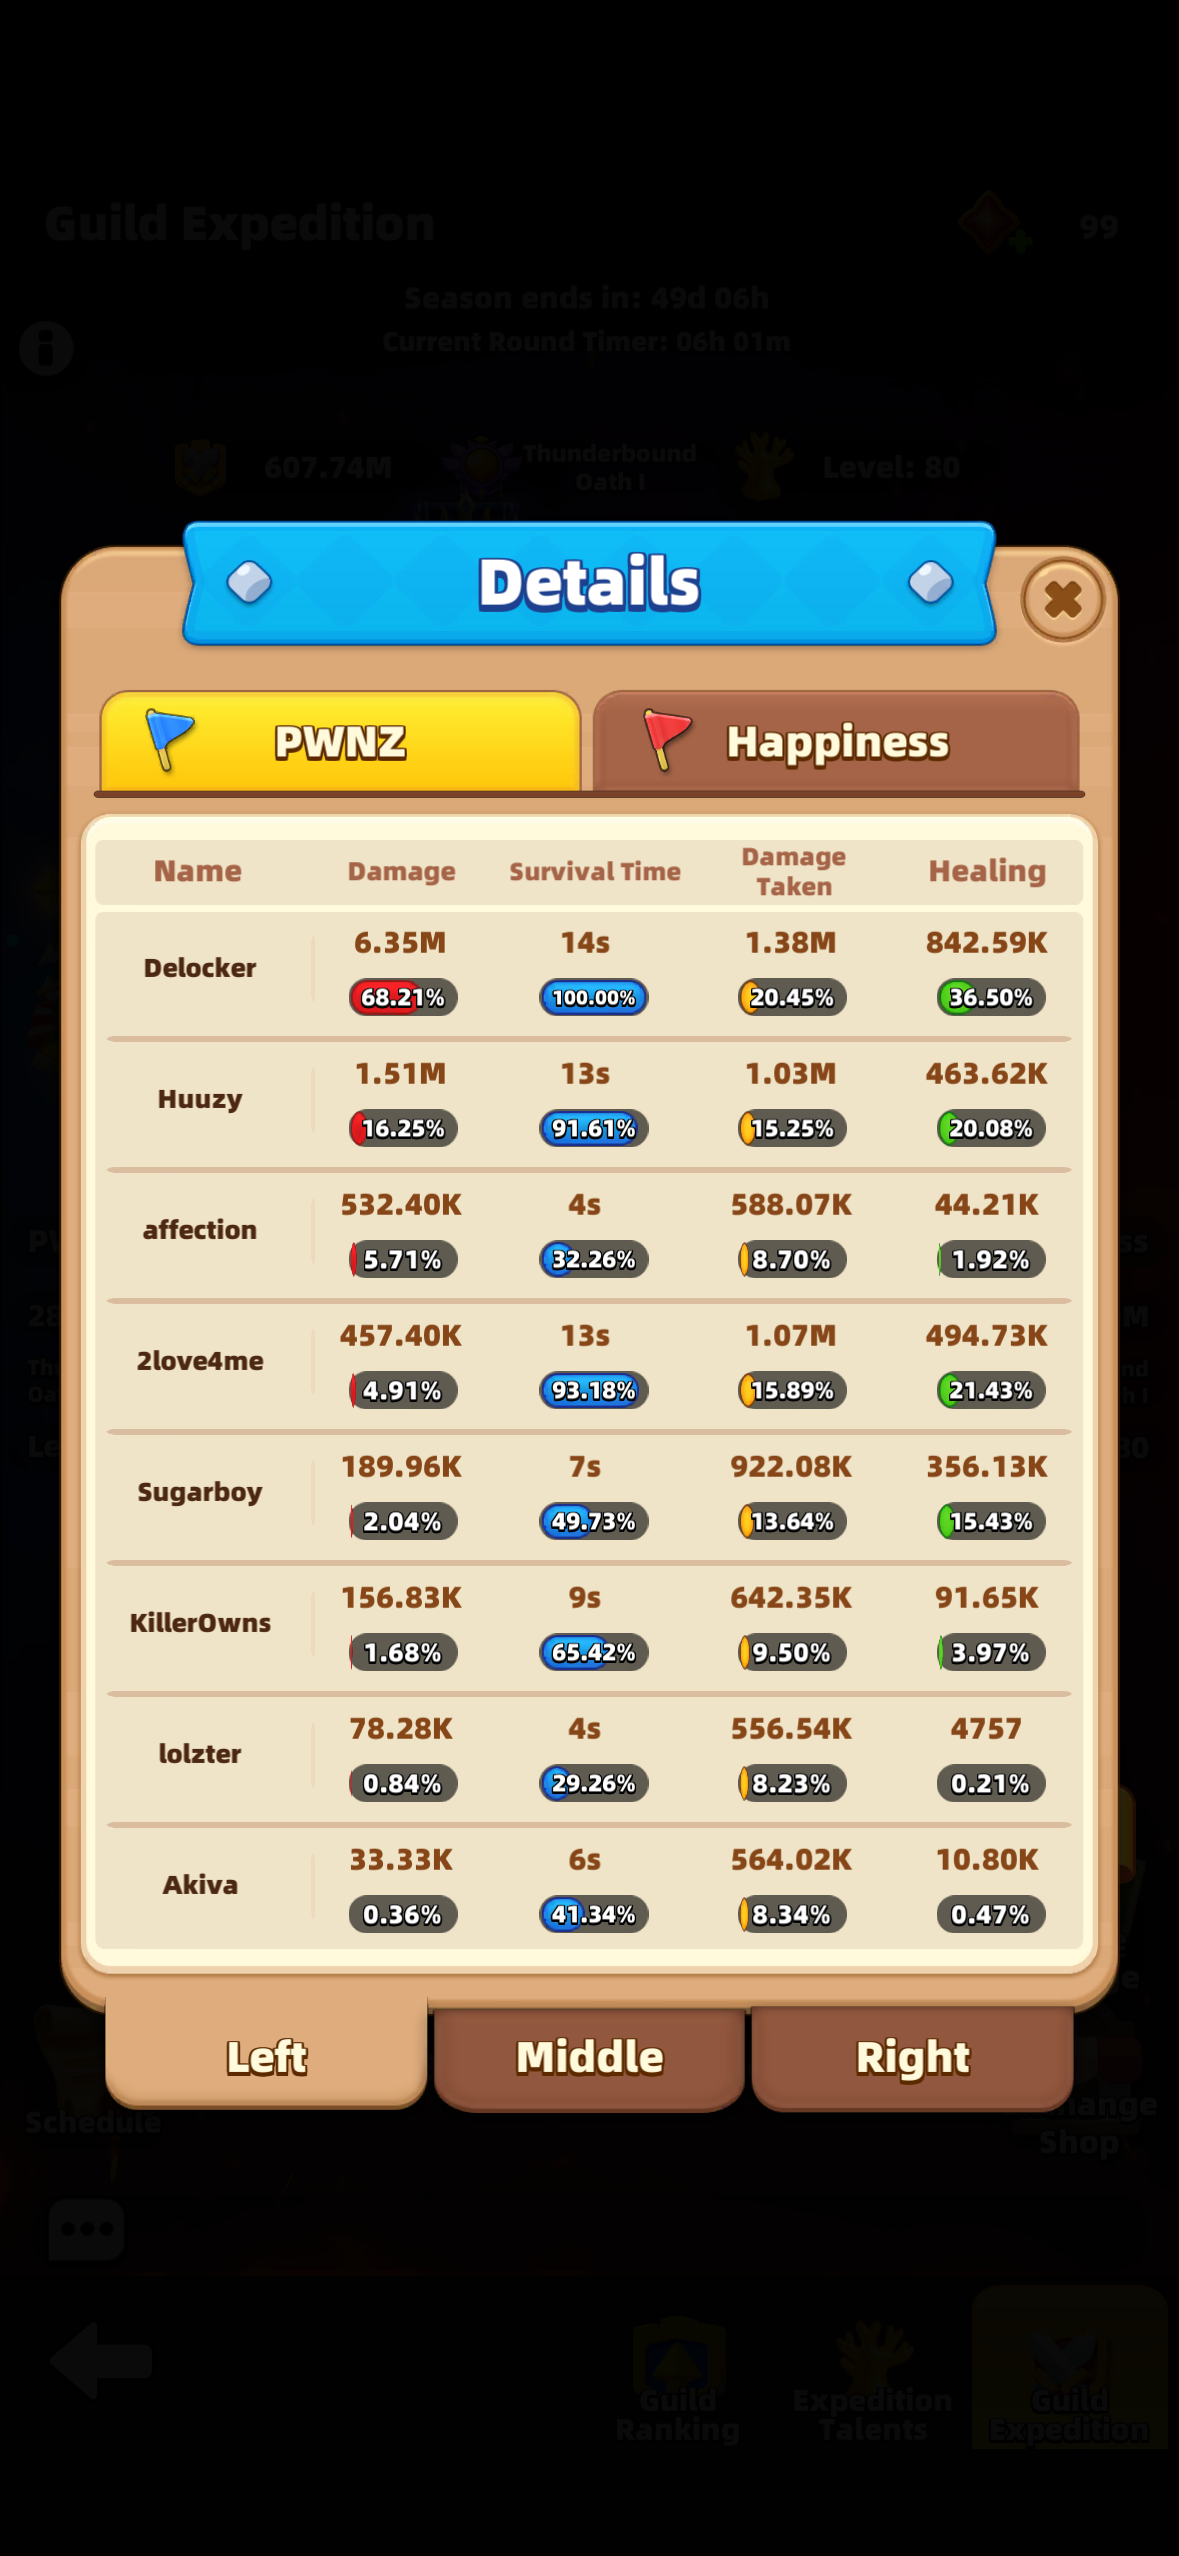 Guild Expedition
99
Season ends in: 49d 06h
Current Round Timer: 06h 01m
607.74M
Thunderbound
Oath I
Level: 80
Details
PWNZ
Happiness
Name Damage Survival Time Damage Taken Healing
Delocker 6.35M 14s 1.38M 842.59K
68.21% 100.00% 20.45% 36.50%
Huuzy 1.51M 13s 1.03M 463.62K
16.25% 91.61% 15.25% 20.08%
affection 532.40K 4s 588.07K 44.21K
5.71% 32.26% 8.70% 1.92%
2love4me 457.40K 13s 1.07M 494.73K
4.91% 93.18% 15.89% 21.43%
Sugarboy 189.96K 7s 922.08K 356.13K
2.04% 49.73% 13.64% 15.43%
KillerOwns 156.83K 9s 642.35K 91.65K
1.68% 65.42% 9.50% 3.97%
lolzter 78.28K 4s 556.54K 4757
0.84% 29.26% 8.23% 0.21%
Akiva 33.33K 6s 564.02K 10.80K
0.36% 41.34% 8.34% 0.47%
Left
Middle
Right
Schedule
Shop
Guild
Ranking
Expedition
Talents
Guild
Expedition